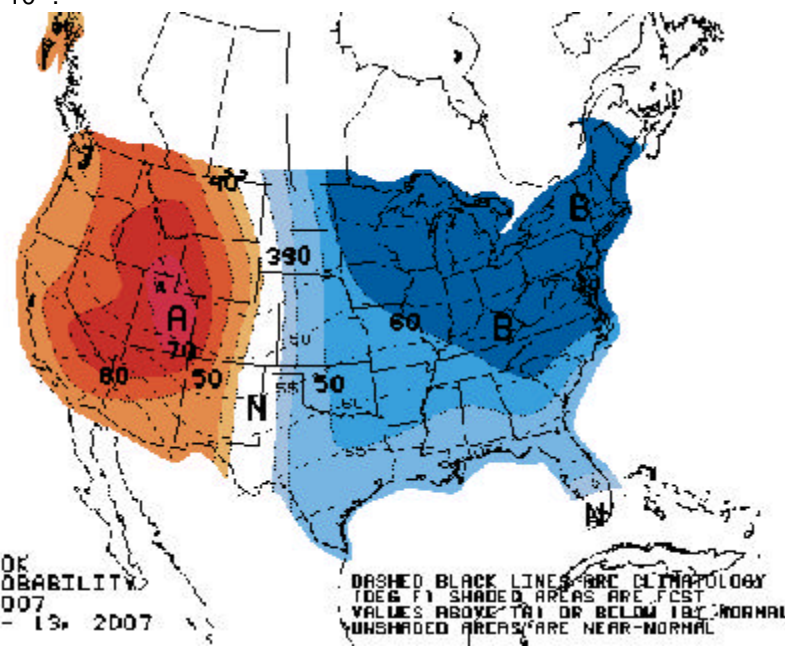 40
B
390
A
60
B
70
60
50
50
N
N
OK
OBABILITY
007
- 13, 2007
DASHED BLACK LINES ARE CLIMATOLOGY
(DEG F) SHADED AREAS ARE FCST
VALUES ABOVE (A) OR BELOW (B) NORMAL
UNSHADED AREAS ARE NEAR-NORMAL